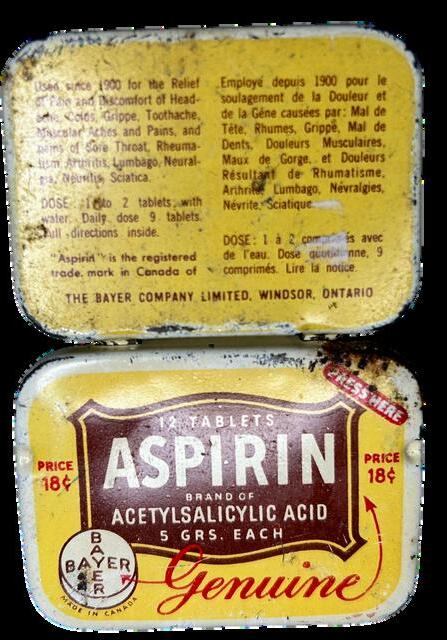 Used since 1900 for the Relief
of Pain and Discomfort of Head-
ache, Colds, Grippe, Toothache,
Muscular Aches and Pains, and
Pains of Sore Throat, Rheuma-
tism Arthritis, Lumbago, Neural-
gia, Neuritis, Sciatica.
DOSE: 1 to 2 tablets with
water. Daily dose 9 tablets
Full directions inside.
"Aspirin" is the registered
trade mark in Canada of
Employé depuis 1900 pour le
soulagement de la Douleur et
de la Gêne causées par: Mal de
Tête, Rhumes, Grippe, Mal de
Dents, Douleurs Musculaires,
Maux de Gorge, et Douleurs
Résultant de Rhumatisme,
Arthrite, Lumbago, Névralgies,
Névrite, Sciatique
DOSE: 1 à 2 comprimés avec
de l'eau. Dose quotidienne, 9
comprimés. Lire la notice.
THE BAYER COMPANY LIMITED, WINDSOR, ONTARIO
PRESS HERE
12 TABLETS
ASPIRIN
BRAND OF
ACETYLSALICYLIC ACID
5 GRS. EACH
PRICE
18¢
PRICE
18¢
BAYER
BAYER
Genuine
MADE IN CANADA